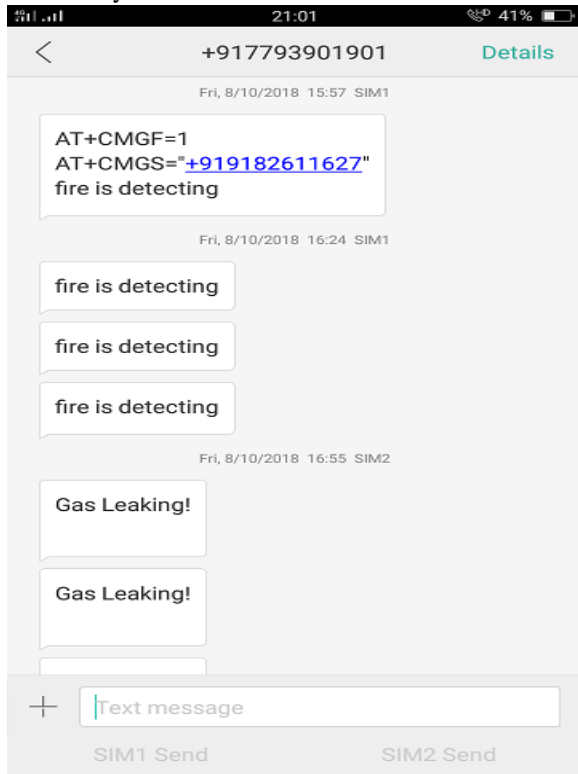 21:01 41%
+917793901901 Details
Fri, 8/10/2018 15:57 SIM1
AT+CMGF=1
AT+CMGS="+919182611627"
fire is detecting
Fri, 8/10/2018 16:24 SIM1
fire is detecting
fire is detecting
fire is detecting
Fri, 8/10/2018 16:55 SIM2
Gas Leaking!
Gas Leaking!
Text message
SIM1 Send SIM2 Send